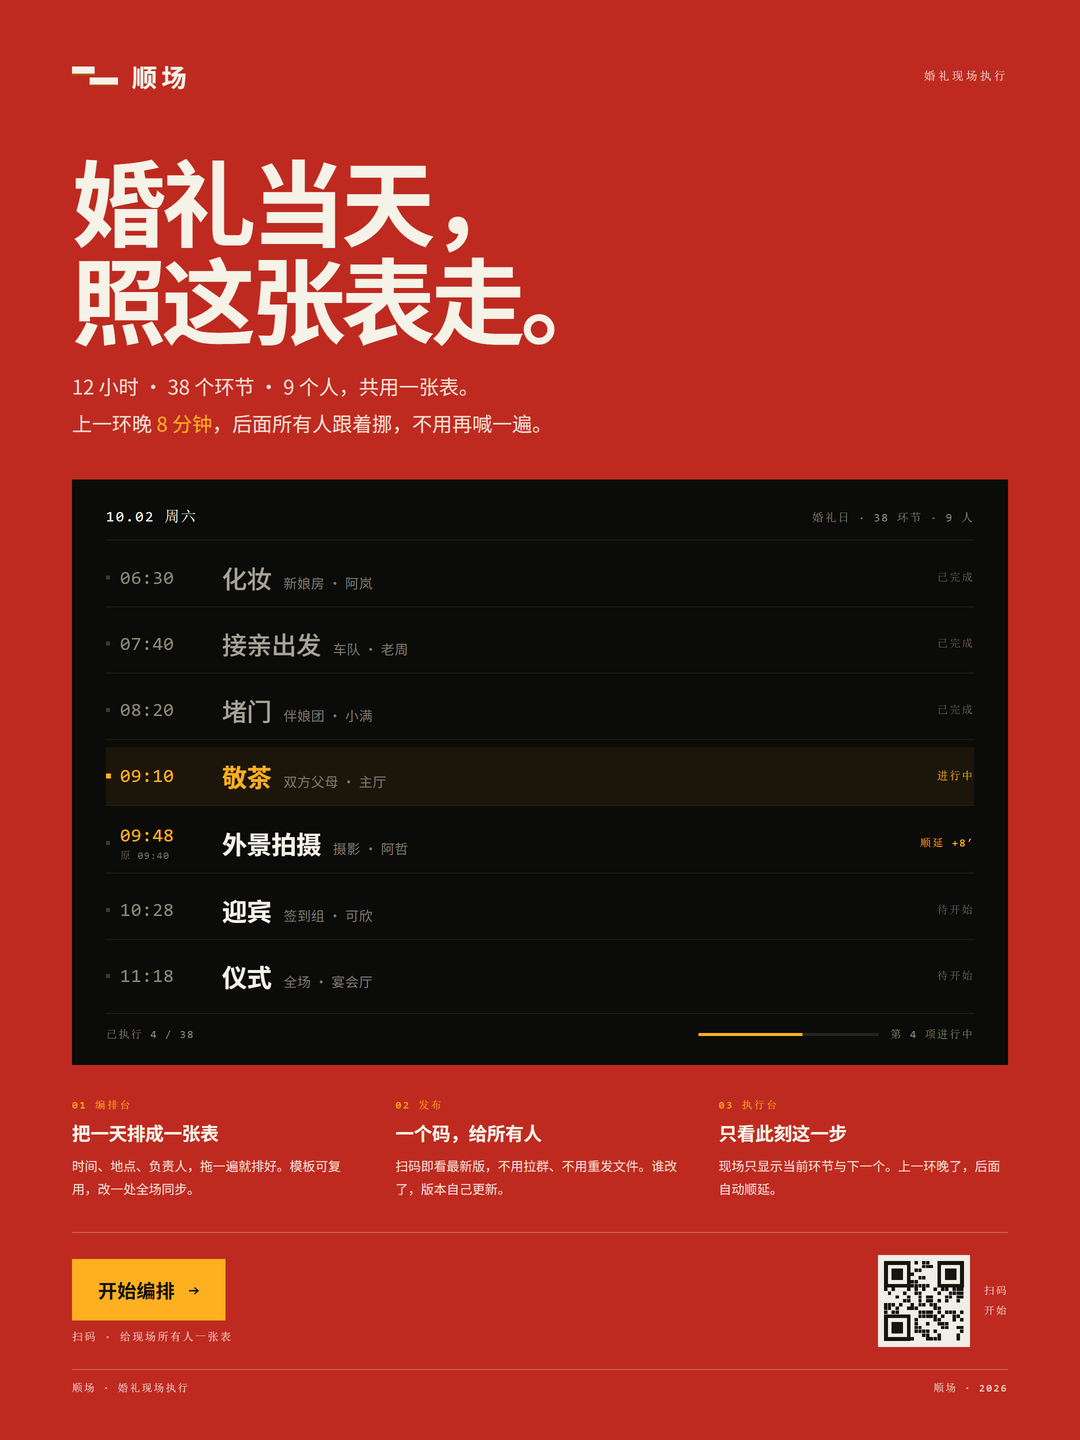 顺场
婚礼现场执行
婚礼当天，
照这张表走。
12 小时 · 38 个环节 · 9 个人，共用一张表。
上一环晚 8 分钟，后面所有人跟着挪，不用再喊一遍。
10.02 周六
婚礼日 · 38 环节 · 9 人
06:30 化妆 新娘房 · 阿岚 已完成
07:40 接亲出发 车队 · 老周 已完成
08:20 堵门 伴娘团 · 小满 已完成
09:10 敬茶 双方父母 · 主厅 进行中
09:48 外景拍摄 摄影 · 阿哲 顺延 +8′
原 09:40
10:28 迎宾 签到组 · 可欣 待开始
11:18 仪式 全场 · 宴会厅 待开始
已执行 4 / 38
第 4 项进行中
01 编排台
把一天排成一张表
时间、地点、负责人，拖一遍就排好。模板可复
用，改一处全场同步。
02 发布
一个码，给所有人
扫码即看最新版，不用拉群、不用重发文件。谁改
了，版本自己更新。
03 执行台
只看此刻这一步
现场只显示当前环节与下一个。上一环晚了，后面
自动顺延。
开始编排 →
扫码 · 给现场所有人一张表
扫码
开始
顺场 · 婚礼现场执行
顺场 · 2026